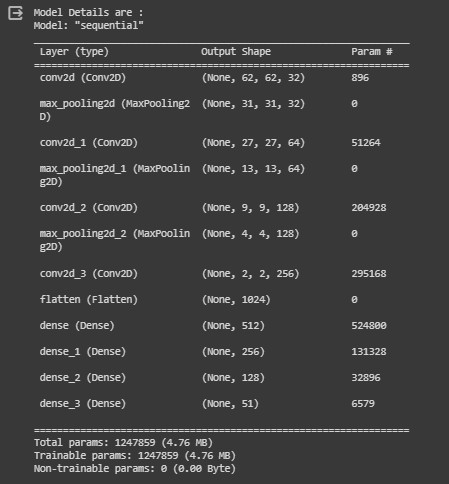 Model Details are :
Model: "sequential"
Layer (type) Output Shape Param #
=================================================================
conv2d (Conv2D) (None, 62, 62, 32) 896
max_pooling2d (MaxPooling2 (None, 31, 31, 32) 0
D)
conv2d_1 (Conv2D) (None, 27, 27, 64) 51264
max_pooling2d_1 (MaxPoolin (None, 13, 13, 64) 0
g2D)
conv2d_2 (Conv2D) (None, 9, 9, 128) 204928
max_pooling2d_2 (MaxPoolin (None, 4, 4, 128) 0
g2D)
conv2d_3 (Conv2D) (None, 2, 2, 256) 295168
flatten (Flatten) (None, 1024) 0
dense (Dense) (None, 512) 524800
dense_1 (Dense) (None, 256) 131328
dense_2 (Dense) (None, 128) 32896
dense_3 (Dense) (None, 51) 6579
=================================================================
Total params: 1247859 (4.76 MB)
Trainable params: 1247859 (4.76 MB)
Non-trainable params: 0 (0.00 Byte)